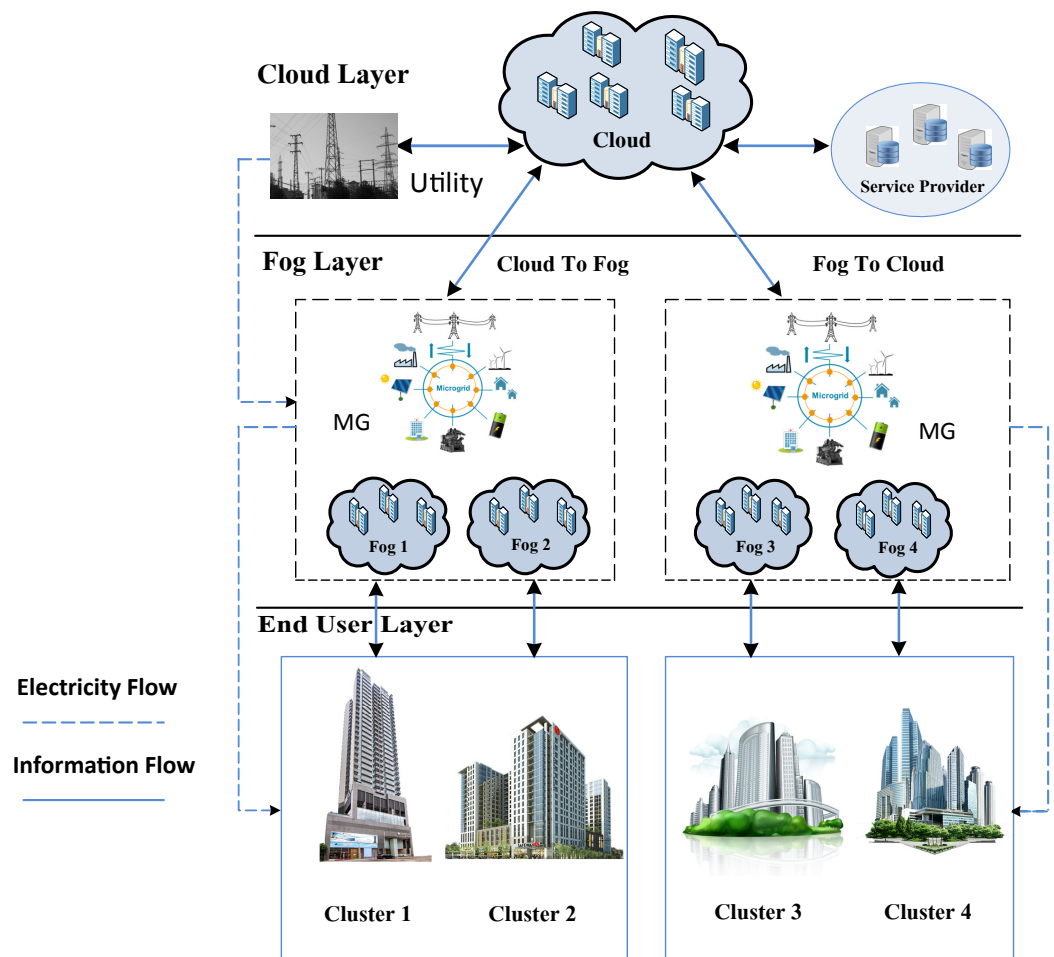 Cloud Layer
Cloud
Utility
Service Provider
Fog Layer
Cloud To Fog
Fog To Cloud
Microgrid
MG
Microgrid
MG
Fog 1
Fog 2
Fog 3
Fog 4
End User Layer
Electricity Flow
Information Flow
Cluster 1
Cluster 2
Cluster 3
Cluster 4